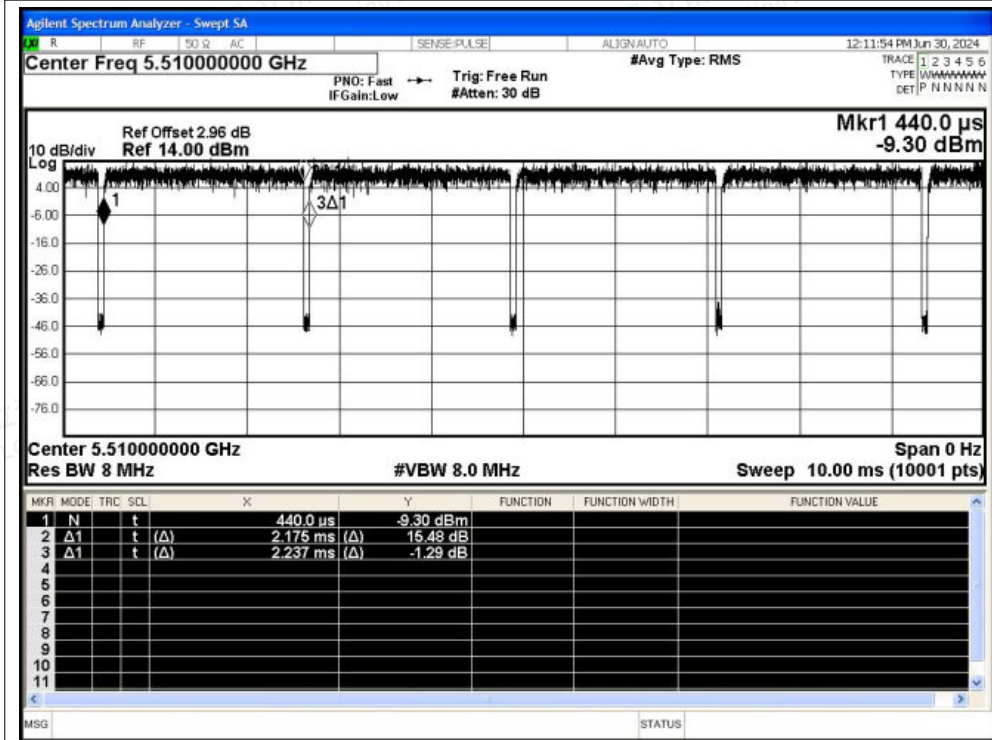 Agilent Spectrum Analyzer - Swept SA
LXI R RF 50 Ω AC SENSE:PULSE ALIGN AUTO 12:11:54 PM Jun 30, 2024
Center Freq 5.510000000 GHz #Avg Type: RMS TRACE 1 2 3 4 5 6
PNO: Fast Trig: Free Run TYPE WWWWWW
IFGain:Low #Atten: 30 dB DET P N N N N N
Mkr1 440.0 µs
Ref Offset 2.96 dB
10 dB/div Ref 14.00 dBm -9.30 dBm
Log
4.00
1 3Δ1
-6.00
-16.0
-26.0
-36.0
-46.0
-56.0
-66.0
-76.0
Center 5.510000000 GHz Span 0 Hz
Res BW 8 MHz #VBW 8.0 MHz Sweep 10.00 ms (10001 pts)
MKR MODE TRC SCL X Y FUNCTION FUNCTION WIDTH FUNCTION VALUE
1 N t 440.0 µs -9.30 dBm
2 Δ1 t (Δ) 2.175 ms (Δ) 15.48 dB
3 Δ1 t (Δ) 2.237 ms (Δ) -1.29 dB
4
5
6
7
8
9
10
11
MSG STATUS